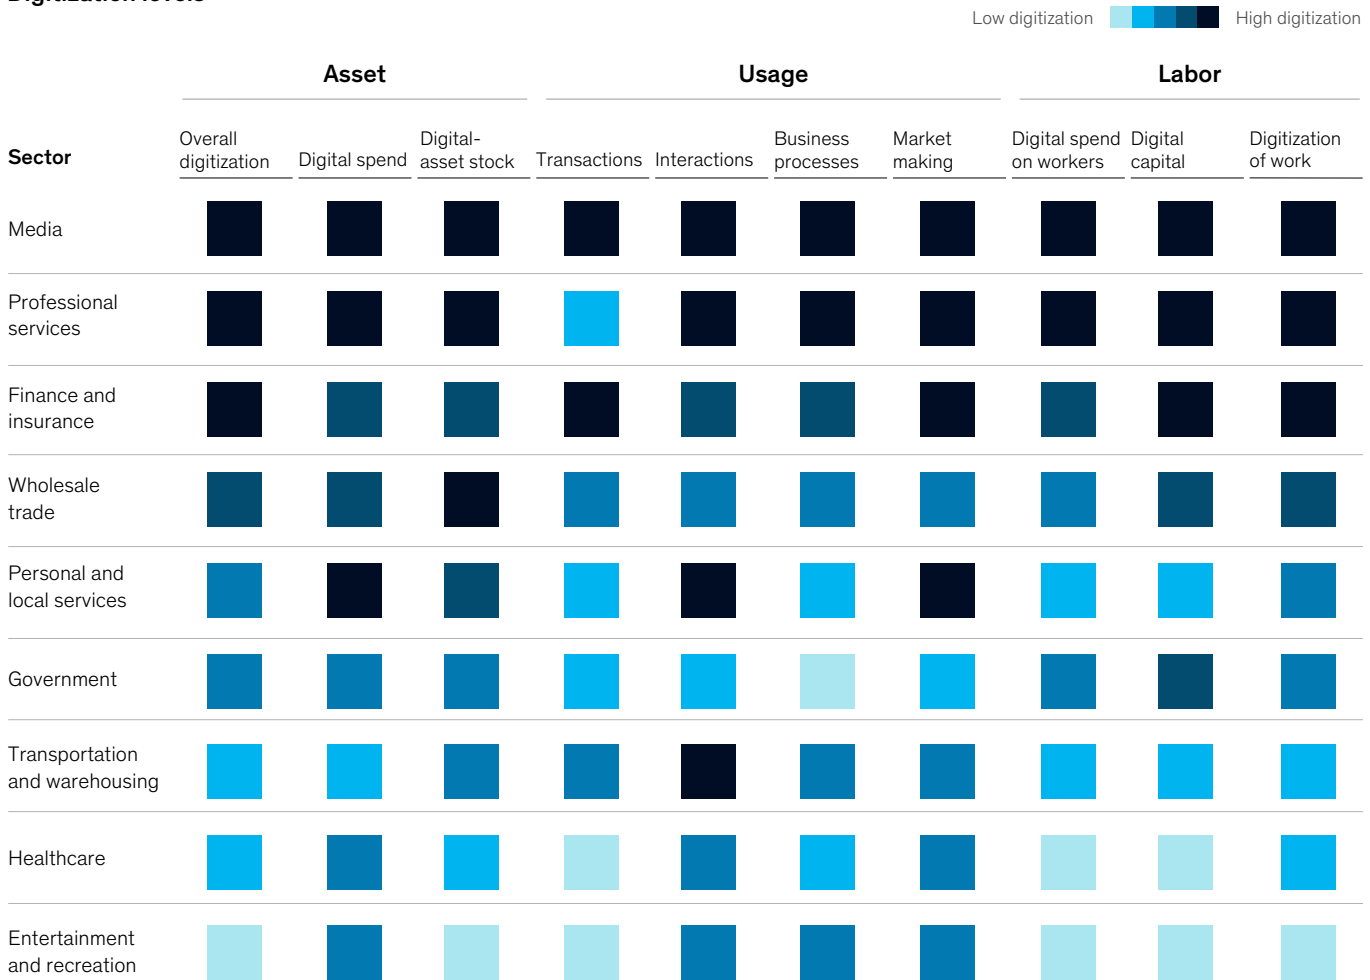 Low digitization
High digitization
Asset
Usage
Labor
Sector
Overall
digitization
Digital spend
Digital-
asset stock
Transactions
Interactions
Business
processes
Market
making
Digital spend
on workers
Digital
capital
Digitization
of work
Media
Professional
services
Finance and
insurance
Wholesale
trade
Personal and
local services
Government
Transportation
and warehousing
Healthcare
Entertainment
and recreation